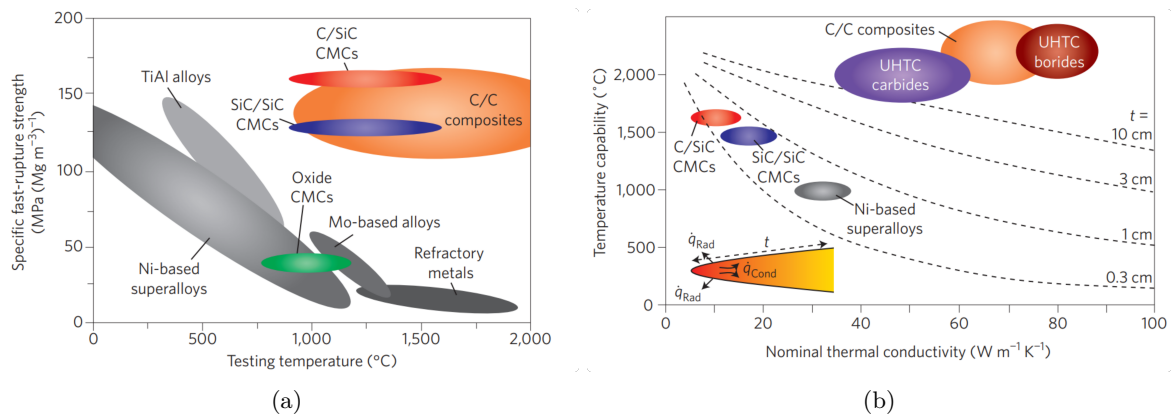 200
150
100
50
0
0
500
1,000
1,500
2,000
Specific fast-rupture strength
MPa (Mg m⁻³)⁻¹)
Testing temperature (°C)
C/SiC
CMCs
TiAl alloys
SiC/SiC
CMCs
C/C
composites
Oxide
CMCs
Mo-based alloys
Refractory
metals
Ni-based
superalloys
(a)
2,000
1,500
1,000
500
0
0
20
40
60
80
100
Temperature capability (°C)
Nominal thermal conductivity (W m⁻¹ K⁻¹)
C/C composites
UHTC
borides
UHTC
carbides
t =
10 cm
3 cm
1 cm
0.3 cm
C/SiC
CMCs
SiC/SiC
CMCs
Ni-based
superalloys
q̇Rad
t
q̇Cond
q̇Rad
(b)